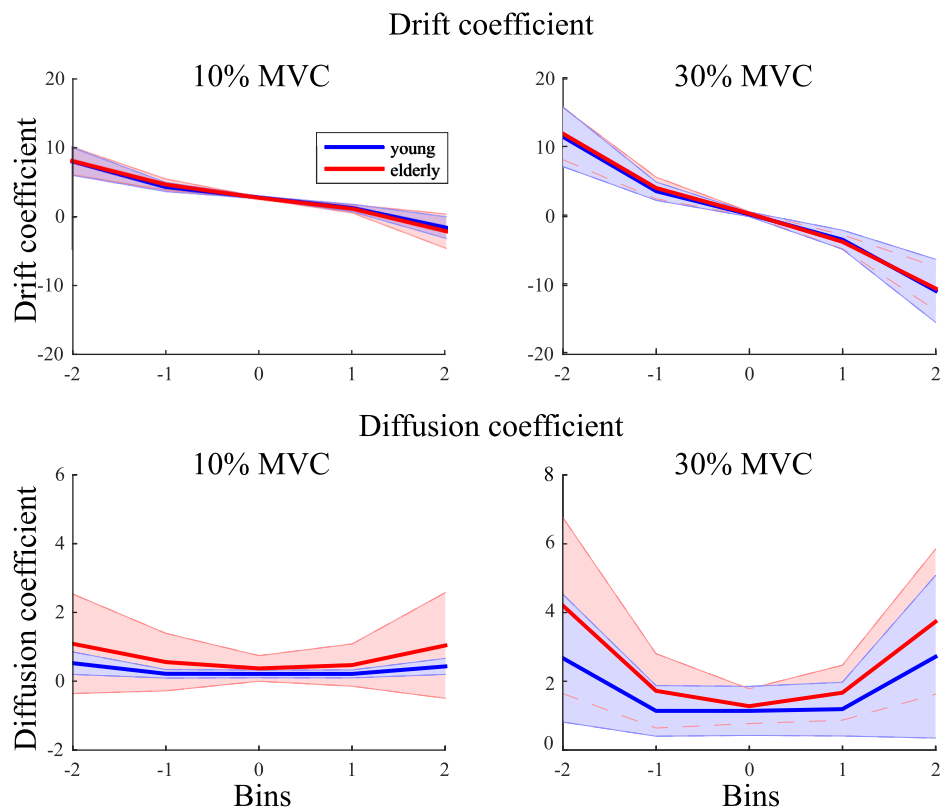 Drift coefficient
10% MVC
30% MVC
Drift coefficient
20
10
0
-10
-20
-2 -1 0 1 2
young
elderly
20
10
0
-10
-20
-2 -1 0 1 2
Diffusion coefficient
10% MVC
30% MVC
Diffusion coefficient
6
4
2
0
-2
-2 -1 0 1 2
Bins
8
6
4
2
0
-2 -1 0 1 2
Bins